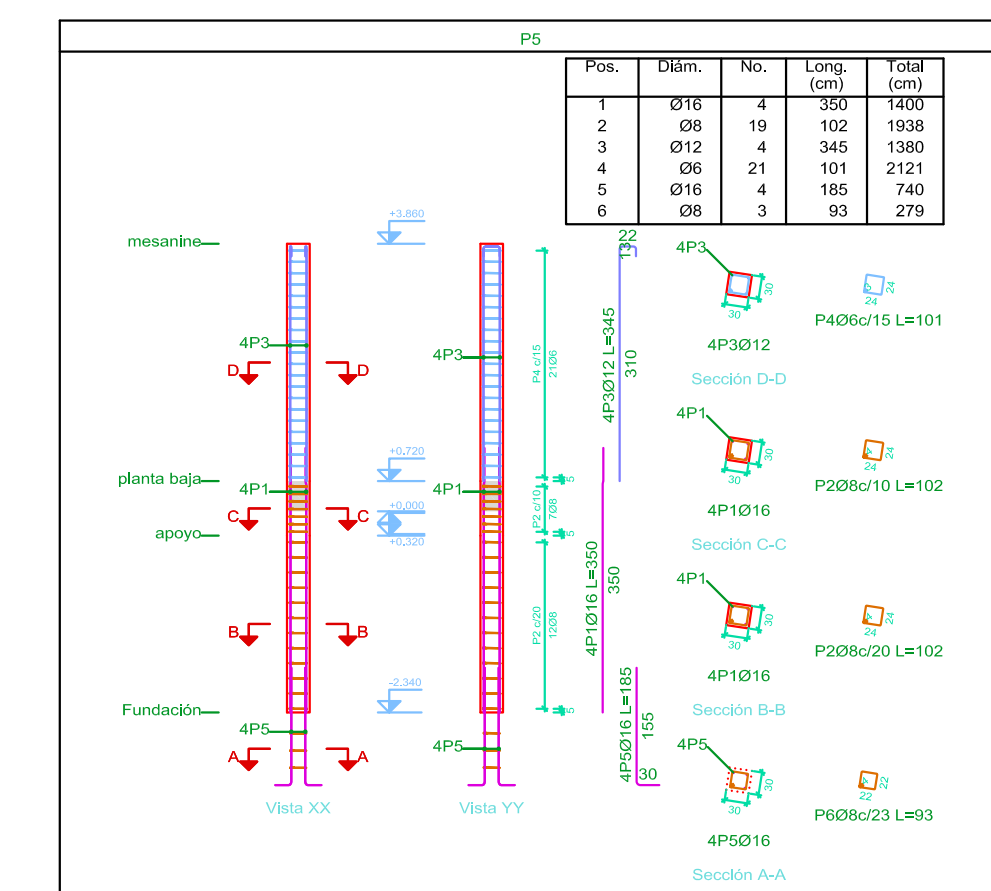 P5
Pos. Diám. No. Long. (cm) Total (cm)
1 Ø16 4 350 1400
2 Ø8 19 102 1938
3 Ø12 4 345 1380
4 Ø6 21 101 2121
5 Ø16 4 185 740
6 Ø8 3 93 279
mesanine
+3.860
4P3
D D
planta baja
+0.720
4P1
C C
+0,000
apoyo
+0.320
B B
Fundación
-2.340
4P5
A A
Vista XX
4P3
4P1
4P5
Vista YY
P4 c/15
21Ø6
5
P2 c/10
7Ø8
5
P2 c/20
12Ø8
5
22
13
4P3Ø12 L=345
310
4P1Ø16 L=350
350
4P5Ø16 L=185
155
30
4P3
30
30
4P3Ø12
Sección D-D
24
24
P4Ø6c/15 L=101
4P1
30
30
4P1Ø16
Sección C-C
24
24
P2Ø8c/10 L=102
4P1
30
30
4P1Ø16
Sección B-B
24
24
P2Ø8c/20 L=102
4P5
30
30
4P5Ø16
Sección A-A
22
22
P6Ø8c/23 L=93